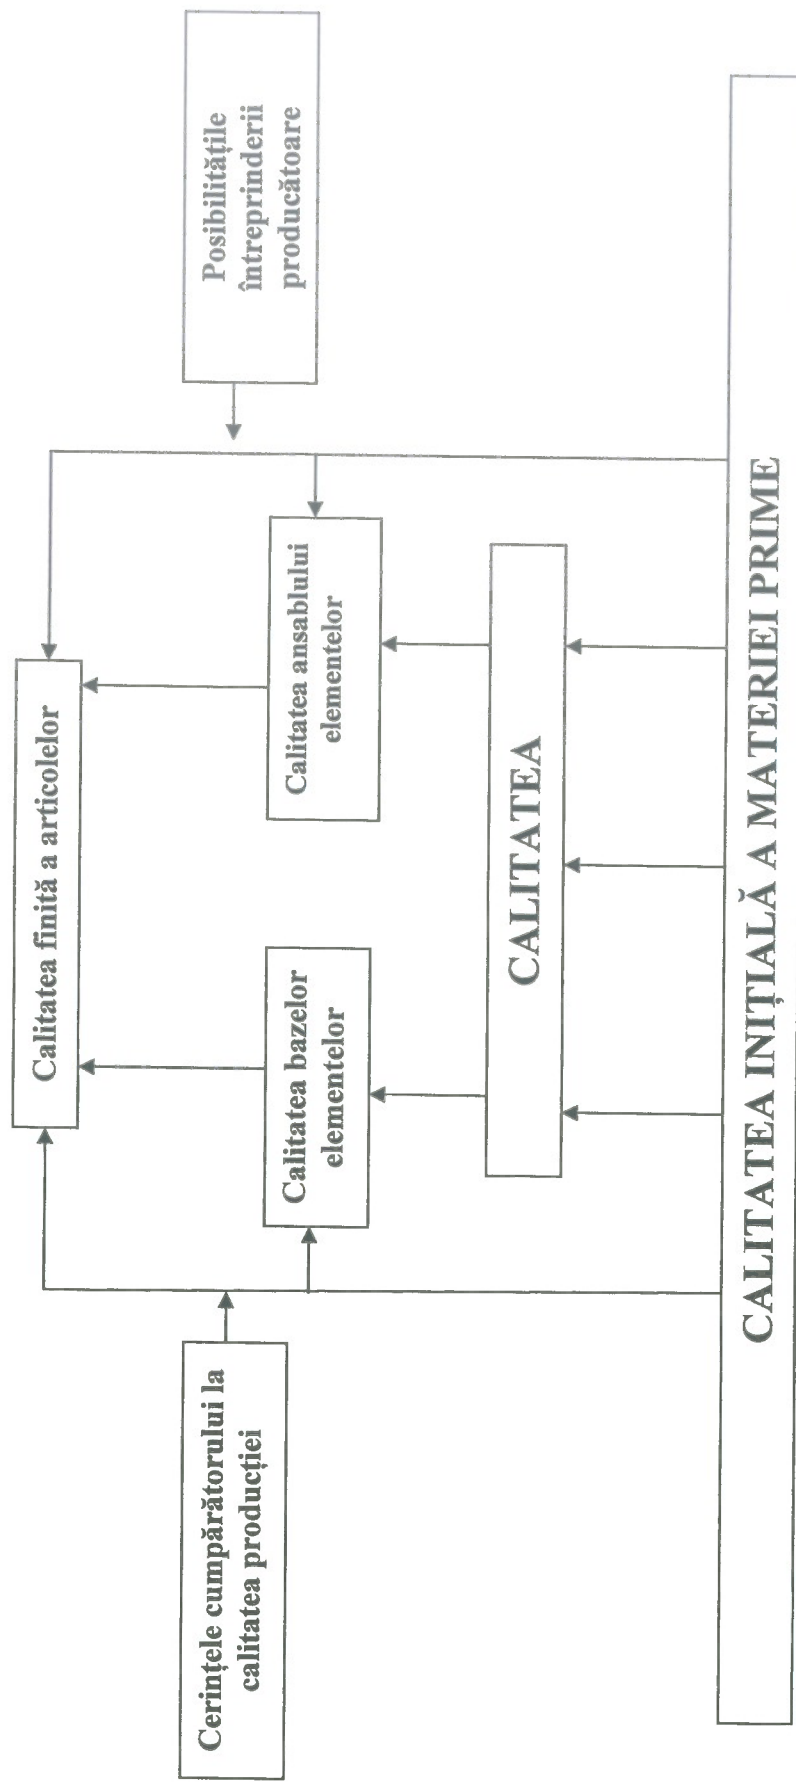 Calitatea finită a articolelor
Cerințele cumpărătorului la
calitatea producției
Posibilitățile
întreprinderii
producătoare
Calitatea bazelor
elementelor
Calitatea ansablului
elementelor
CALITATEA
CALITATEA INIȚIALĂ A MATERIEI PRIME